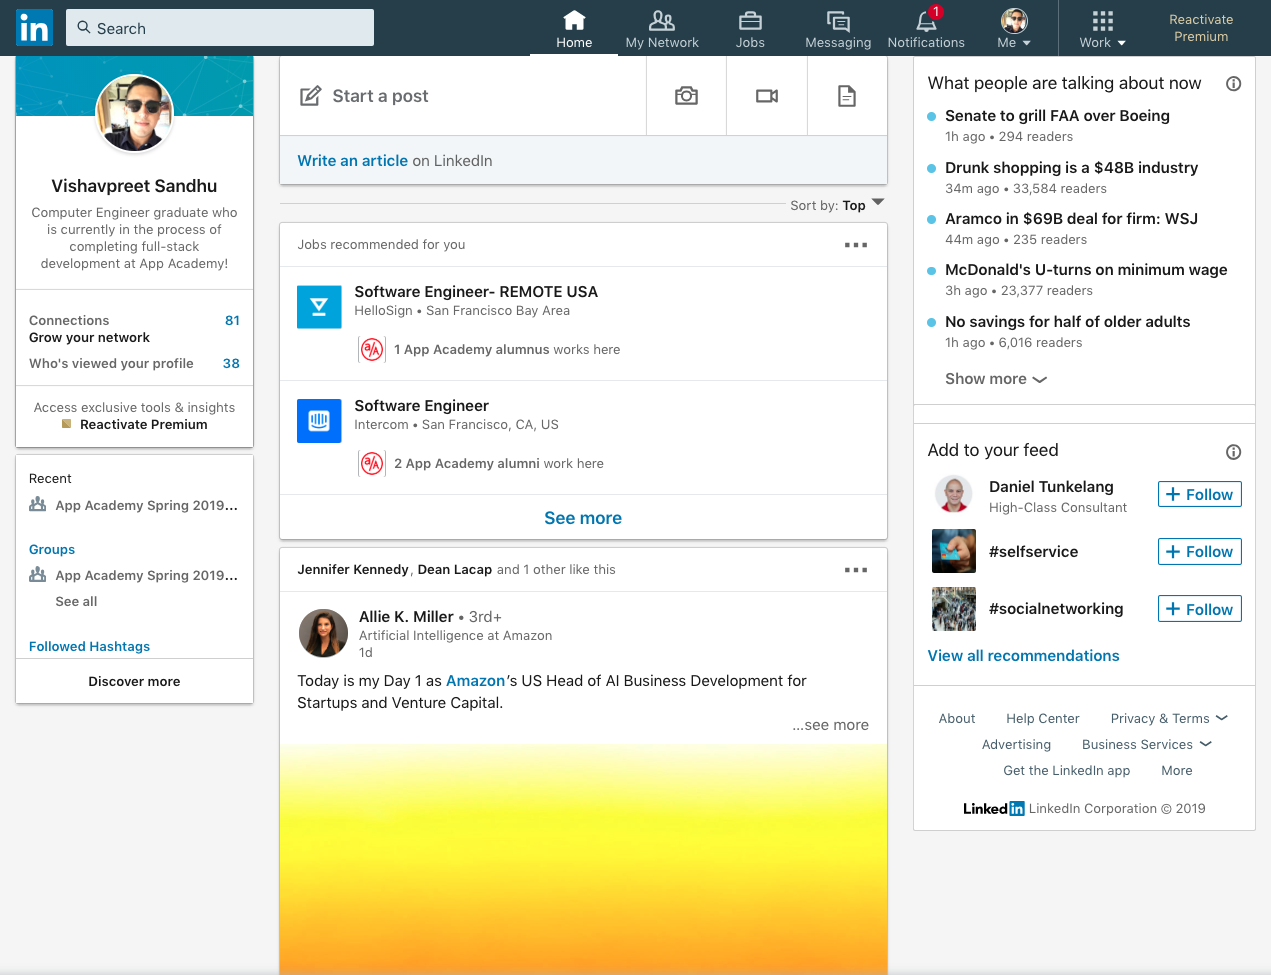 in
Search
Home
My Network
Jobs
Messaging
1
Notifications
Me
Work
Reactivate
Premium
Vishavpreet Sandhu
Computer Engineer graduate who
is currently in the process of
completing full-stack
development at App Academy!
Connections 81
Grow your network
Who's viewed your profile 38
Access exclusive tools & insights
Reactivate Premium
Recent
App Academy Spring 2019...
Groups
App Academy Spring 2019...
See all
Followed Hashtags
Discover more
Start a post
Write an article on LinkedIn
Sort by: Top
Jobs recommended for you
Software Engineer- REMOTE USA
HelloSign • San Francisco Bay Area
a/A 1 App Academy alumnus works here
Software Engineer
Intercom • San Francisco, CA, US
a/A 2 App Academy alumni work here
See more
Jennifer Kennedy, Dean Lacap and 1 other like this
Allie K. Miller • 3rd+
Artificial Intelligence at Amazon
1d
Today is my Day 1 as Amazon's US Head of AI Business Development for
Startups and Venture Capital.
...see more
What people are talking about now
Senate to grill FAA over Boeing
1h ago • 294 readers
Drunk shopping is a $48B industry
34m ago • 33,584 readers
Aramco in $69B deal for firm: WSJ
44m ago • 235 readers
McDonald's U-turns on minimum wage
3h ago • 23,377 readers
No savings for half of older adults
1h ago • 6,016 readers
Show more
Add to your feed
Daniel Tunkelang
High-Class Consultant
+ Follow
#selfservice
+ Follow
#socialnetworking
+ Follow
View all recommendations
About Help Center Privacy & Terms
Advertising Business Services
Get the LinkedIn app More
Linked in LinkedIn Corporation © 2019